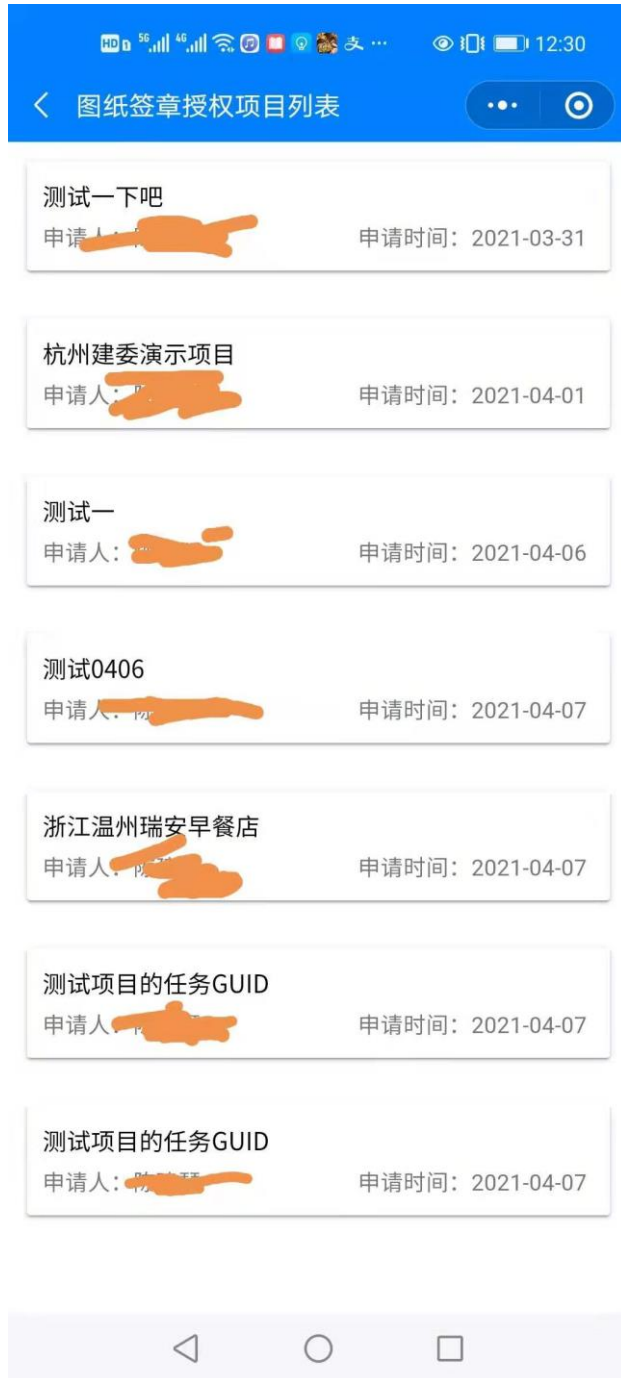 HD 5G 4G 支 ··· 12:30
图纸签章授权项目列表
测试一下吧
申请人: 申请时间: 2021-03-31
杭州建委演示项目
申请人: 申请时间: 2021-04-01
测试一
申请人: 申请时间: 2021-04-06
测试0406
申请人: 申请时间: 2021-04-07
浙江温州瑞安早餐店
申请人: 申请时间: 2021-04-07
测试项目的任务GUID
申请人: 申请时间: 2021-04-07
测试项目的任务GUID
申请人: 申请时间: 2021-04-07